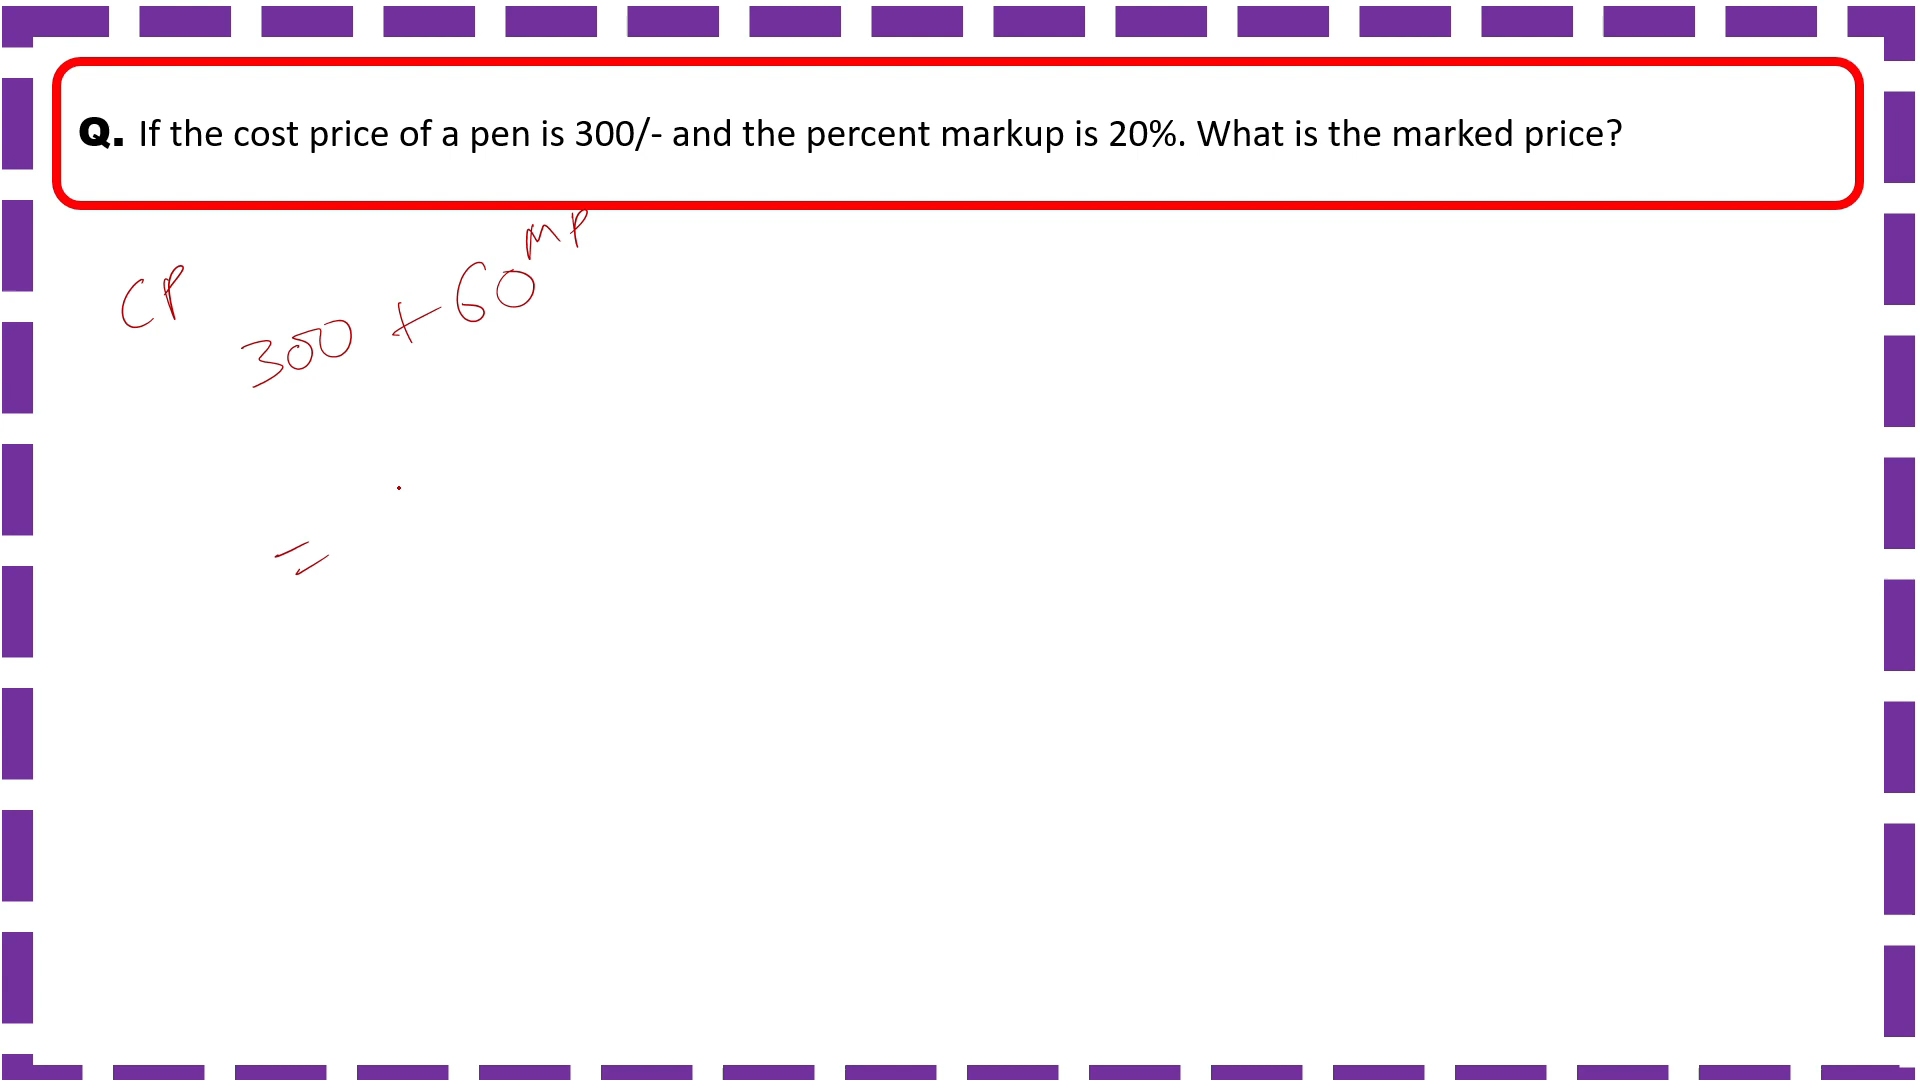 Q. If the cost price of a pen is 300/- and the percent markup is 20%. What is the marked price?
CP MP
300 + 60
=